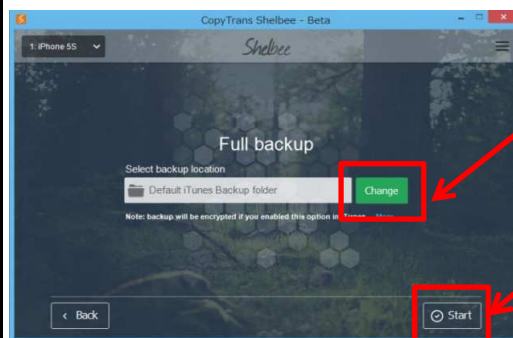 CopyTrans Shelbee - Beta
1: iPhone 5S
Shelbee
Full backup
Select backup location
Default iTunes Backup folder
Change
Note: backup will be encrypted if you enabled this option in iTunes
< Back
Start